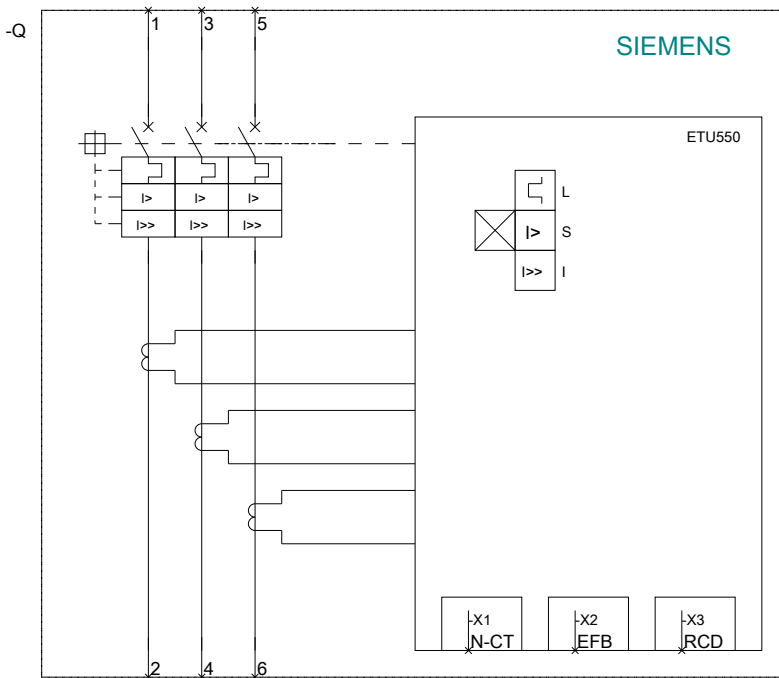 -Q
1 3 5
SIEMENS
ETU550
L
I> I> I> I> S
I>> I>> I>> I>> I
-X1 -X2 -X3
N-CT EFB RCD
2 4 6